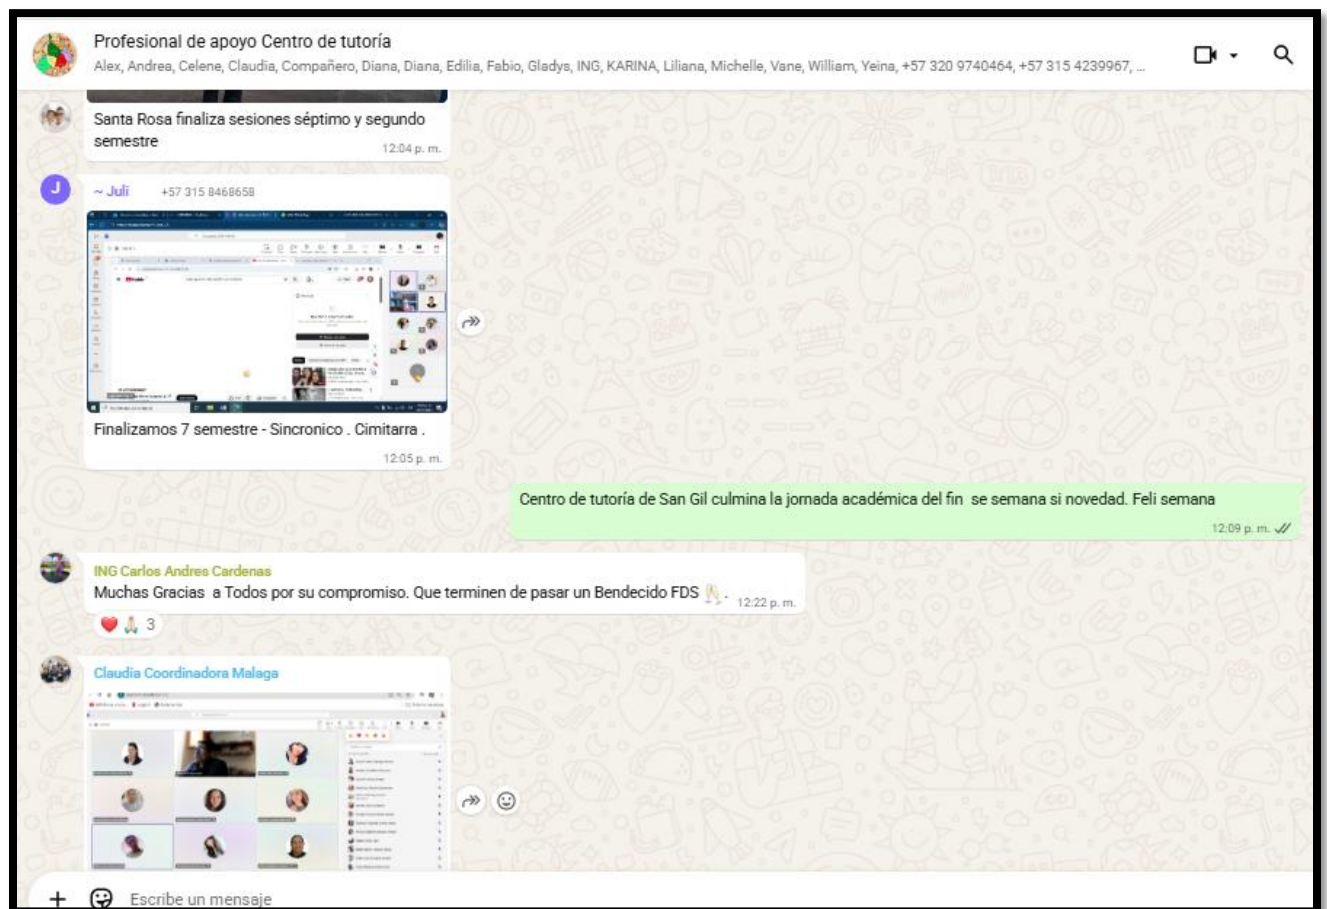 Profesional de apoyo Centro de tutoría
Alex, Andrea, Celene, Claudia, Compañero, Diana, Diana, Edilia, Fabio, Gladys, ING, KARINA, Liliana, Michelle, Vane, William, Yeina, +57 320 9740464, +57 315 4239967, ...
Santa Rosa finaliza sesiones séptimo y segundo
semestre
12:04 p. m.
J
~ Juli +57 315 8468658
Finalizamos 7 semestre - Sincronico . Cimitarra .
12:05 p. m.
Centro de tutoría de San Gil culmina la jornada académica del fin se semana si novedad. Feli semana
12:09 p. m.
ING Carlos Andres Cardenas
Muchas Gracias a Todos por su compromiso. Que terminen de pasar un Bendecido FDS 🥂 .
12:22 p. m.
❤️ 🙏 3
Claudia Coordinadora Malaga
Escribe un mensaje